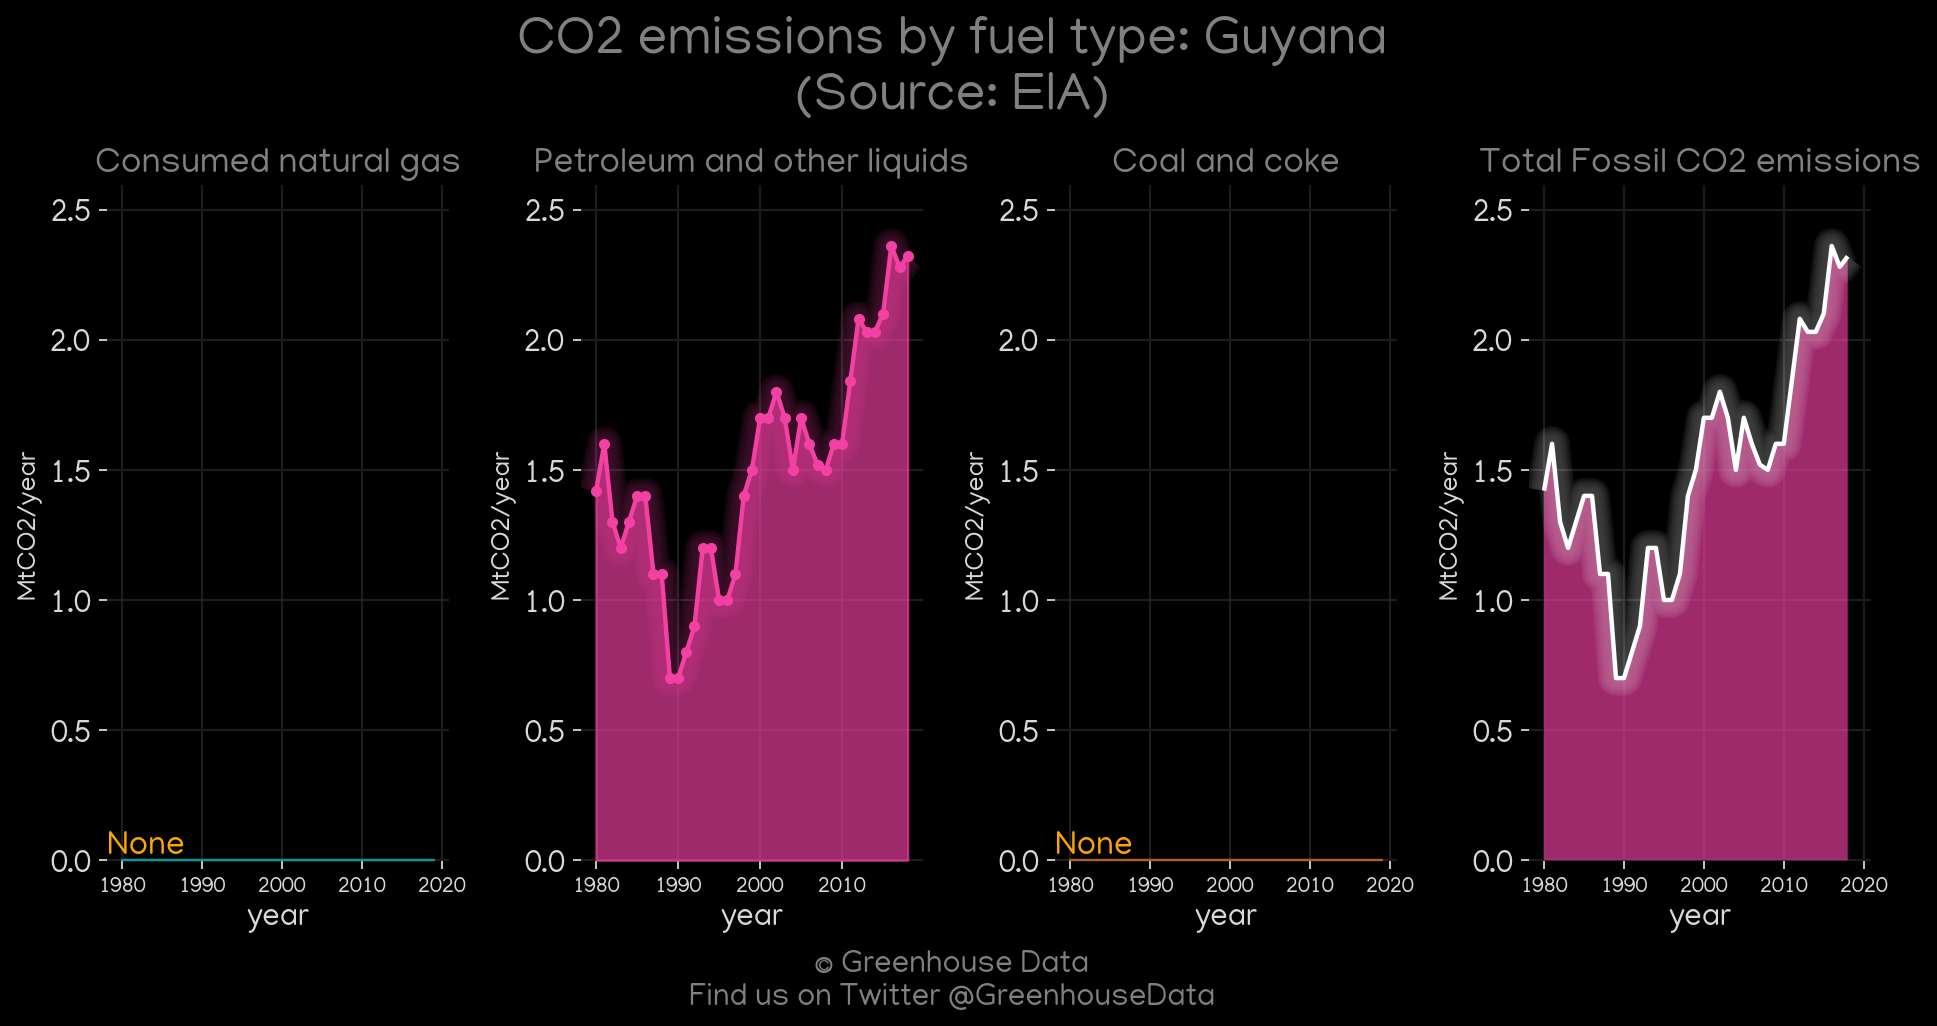 CO2 emissions by fuel type: Guyana
(Source: EIA)
Consumed natural gas
2.5
2.0
1.5
1.0
0.5
0.0
MtCO2/year
None
1980 1990 2000 2010 2020
year
Petroleum and other liquids
2.5
2.0
1.5
1.0
0.5
0.0
MtCO2/year
1980 1990 2000 2010
year
Coal and coke
2.5
2.0
1.5
1.0
0.5
0.0
MtCO2/year
None
1980 1990 2000 2010 2020
year
Total Fossil CO2 emissions
2.5
2.0
1.5
1.0
0.5
0.0
MtCO2/year
1980 1990 2000 2010 2020
year
© Greenhouse Data
Find us on Twitter @GreenhouseData